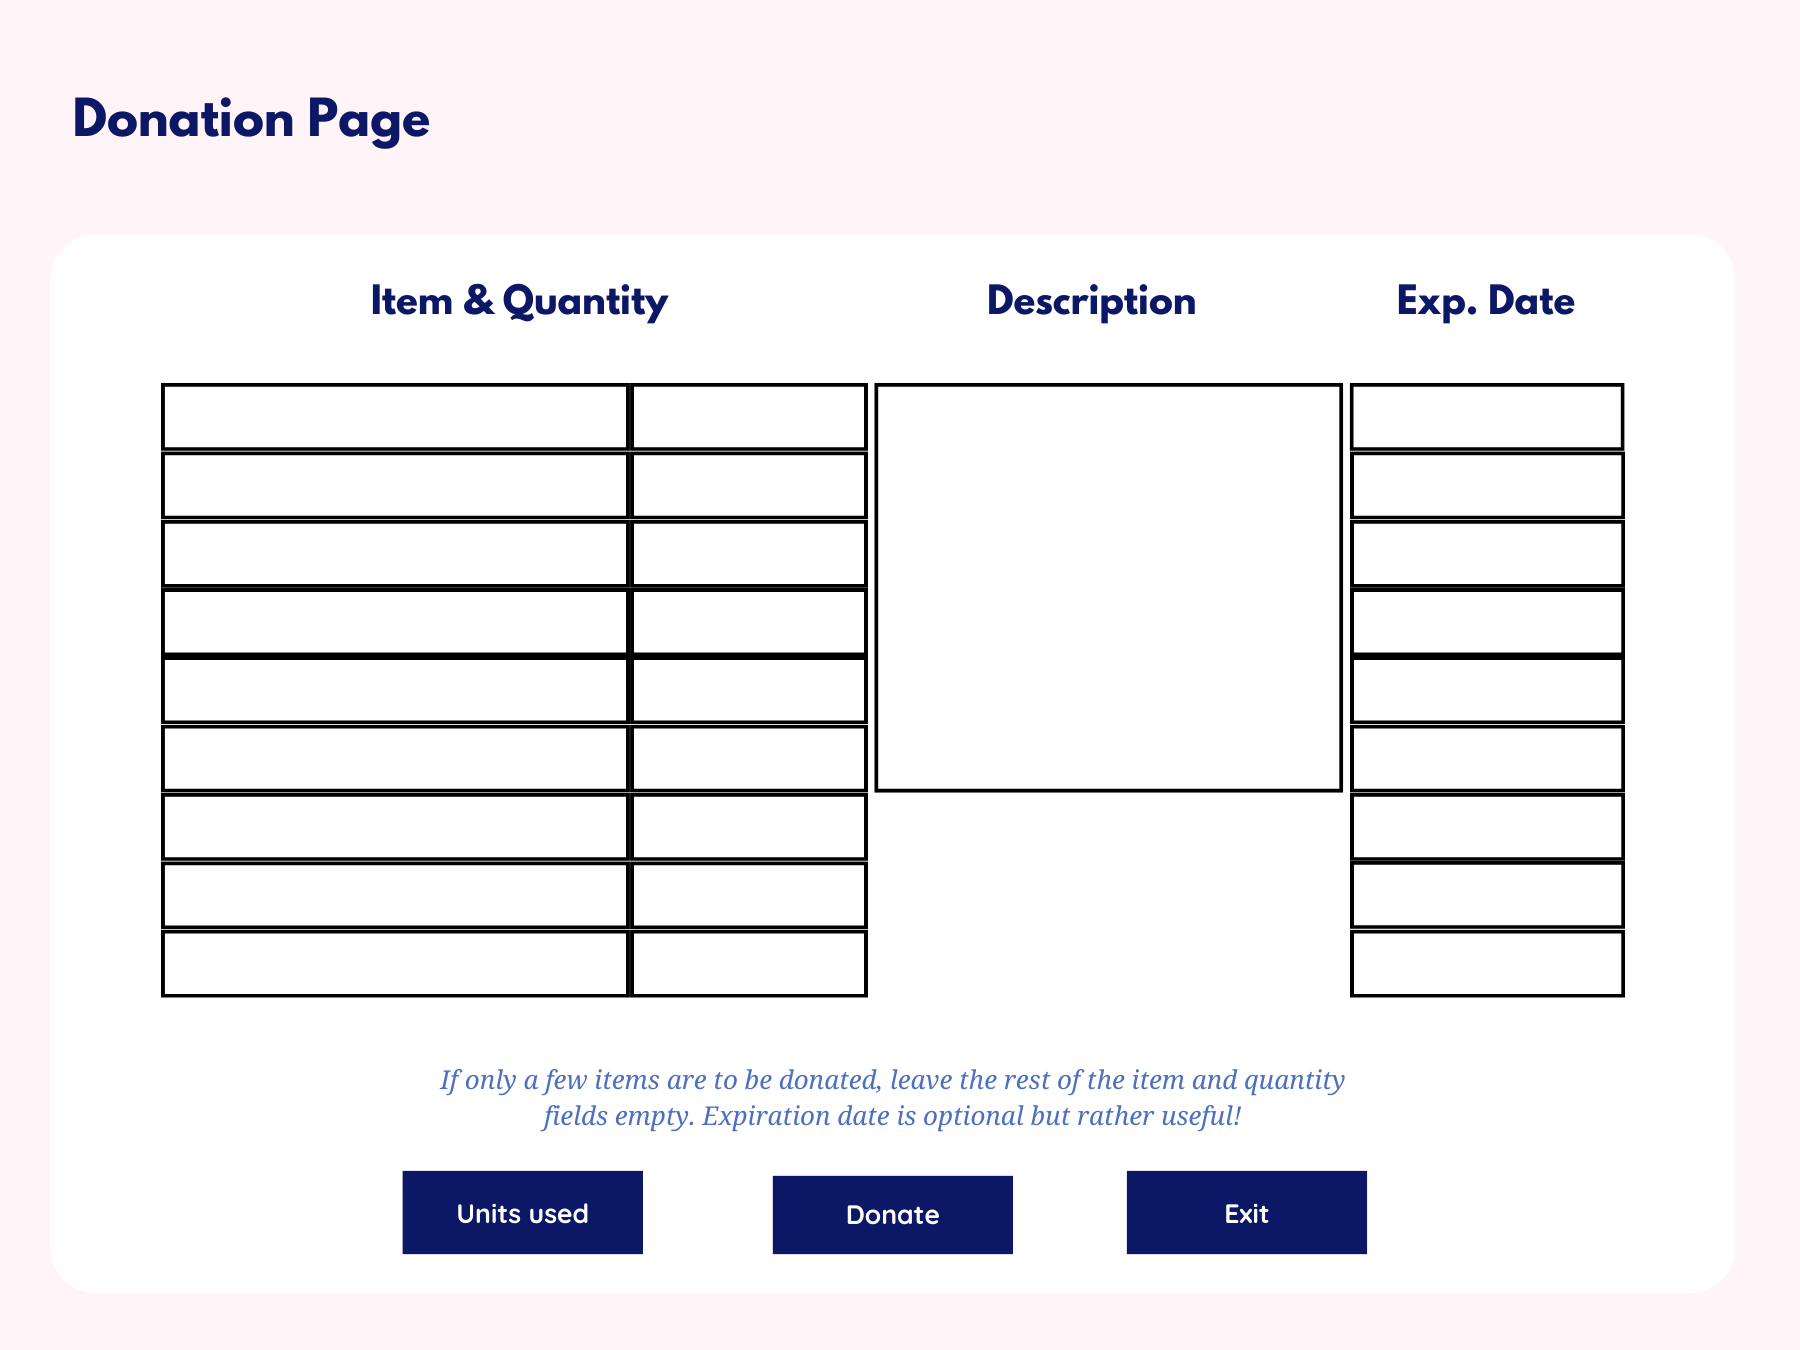 Donation Page
Item & Quantity
Description
Exp. Date
If only a few items are to be donated, leave the rest of the item and quantity
fields empty. Expiration date is optional but rather useful!
Units used
Donate
Exit